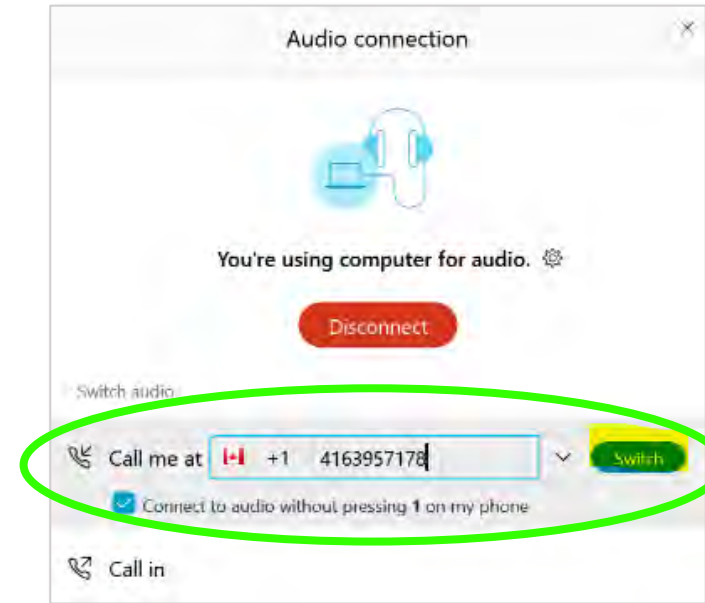 Audio connection
You're using computer for audio.
Disconnect
Switch audio
Call me at +1 4163957178 Switch
Connect to audio without pressing 1 on my phone
Call in